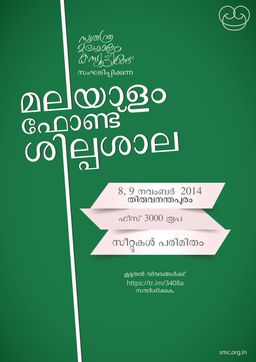 സ്വതന്ത്ര
മലയാളം
കമ്പ്യൂട്ടിങ്ങ്
സംഘടിപ്പിക്കുന്ന
മലയാളം
ഫോണ്ട്
ശില്പശാല
8, 9 നവംബർ 2014
തിരുവനന്തപുരം
ഫീസ് 3000 രൂപ
സീറ്റുകൾ പരിമിതം
കൂടുതൽ വിവരങ്ങൾക്ക്
https://tr.im/3408a
സന്ദർശിക്കുക.
smc.org.in